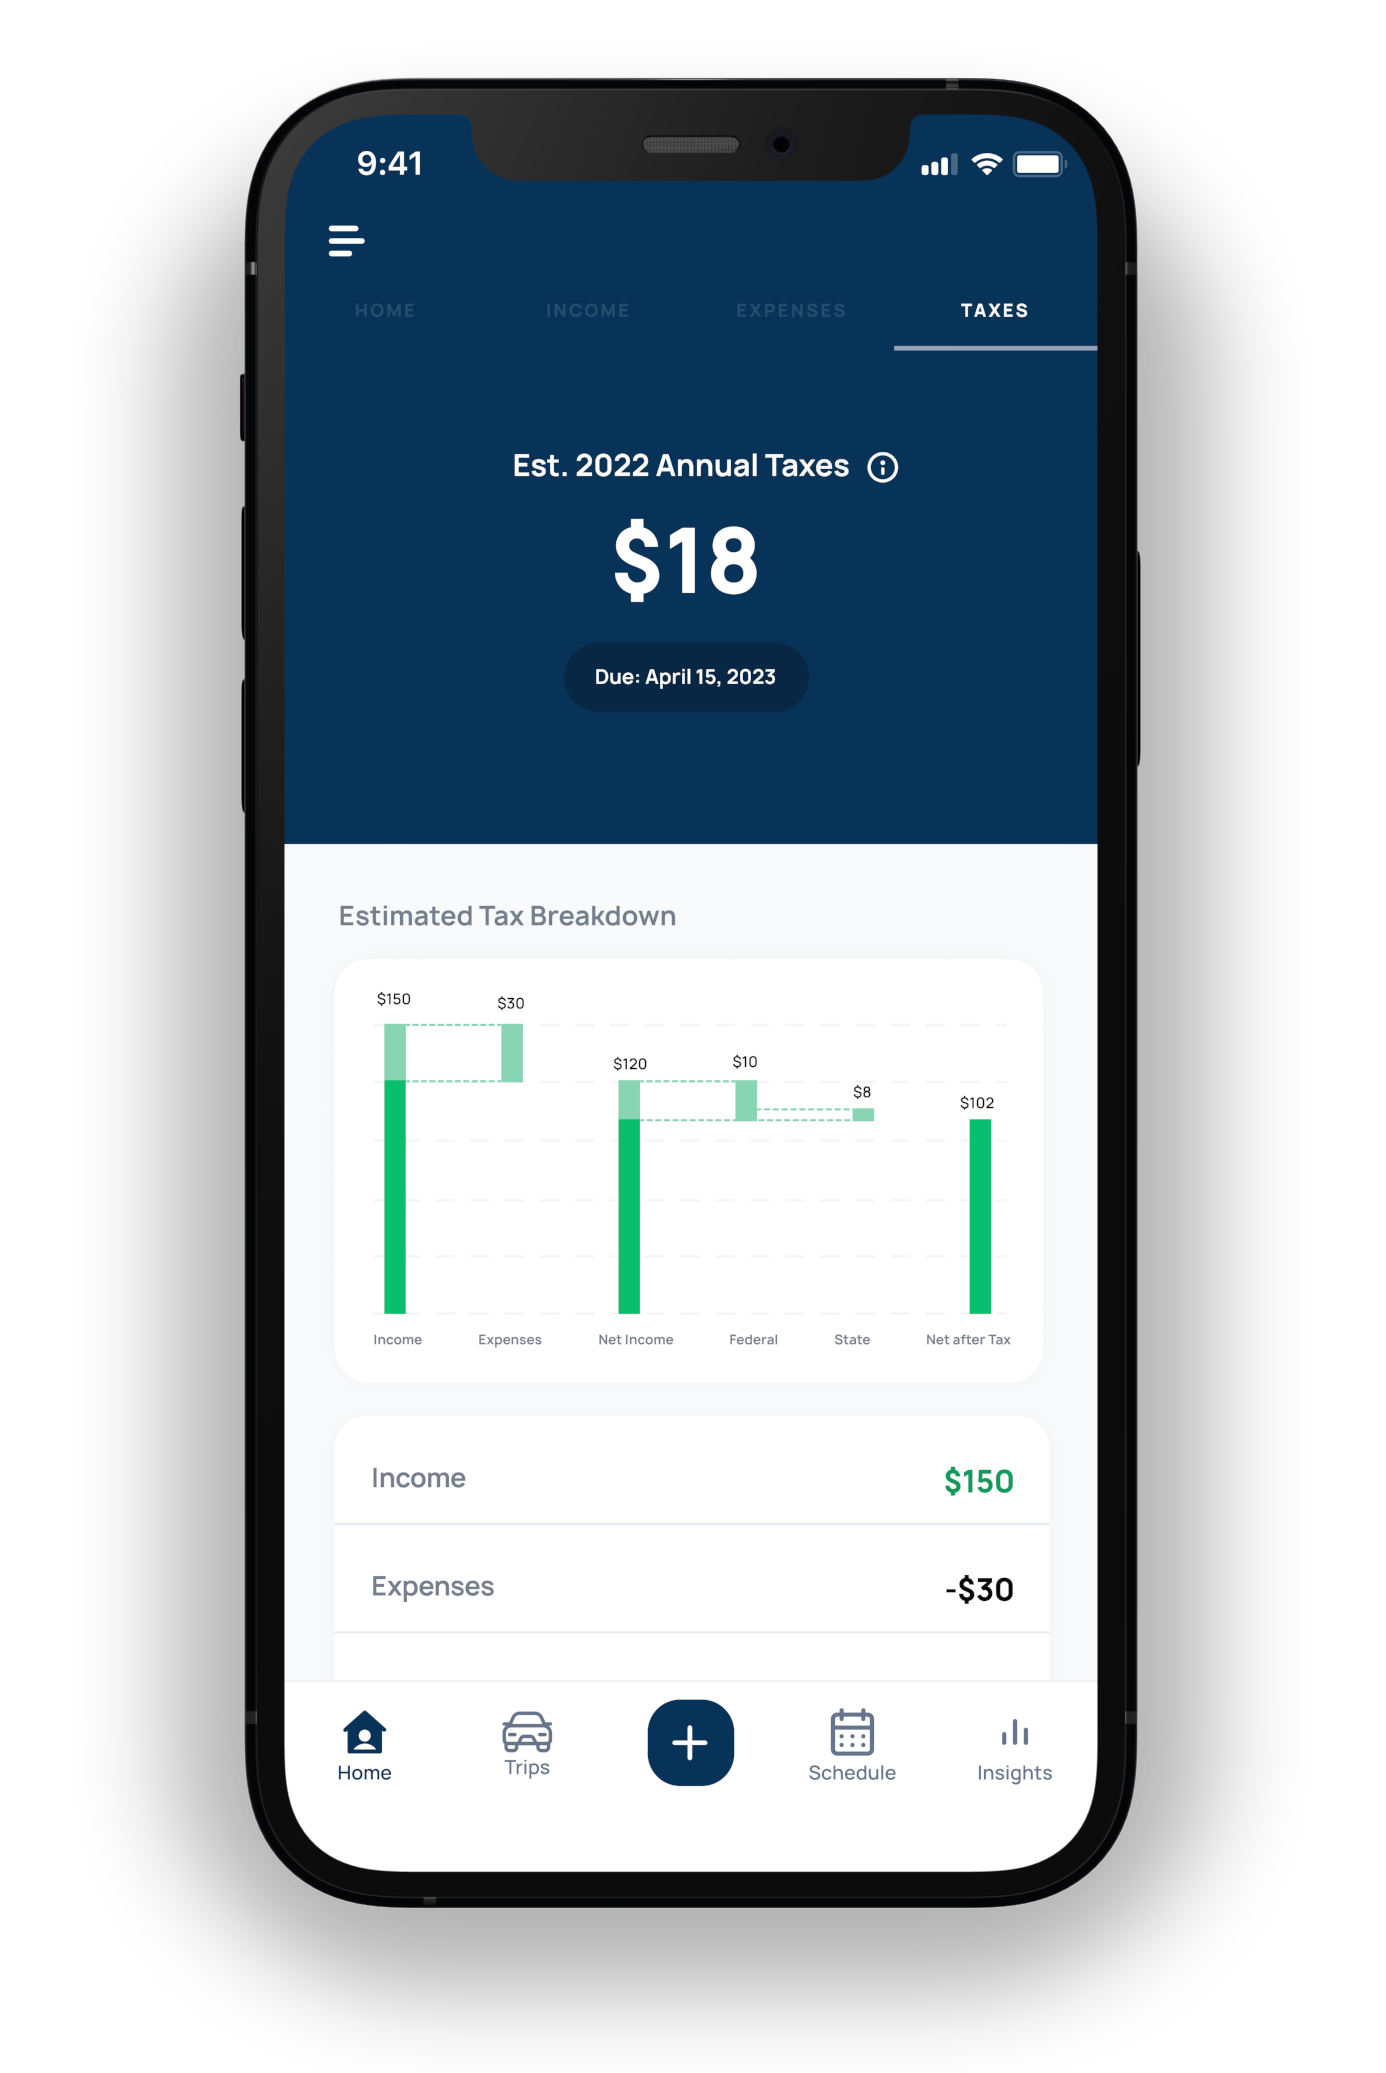 9:41
HOME INCOME EXPENSES TAXES
Est. 2022 Annual Taxes
$18
Due: April 15, 2023
Estimated Tax Breakdown
$150 $30
$120 $10
$8
$102
Income Expenses Net Income Federal State Net after Tax
Income $150
Expenses -$30
Home Trips Schedule Insights